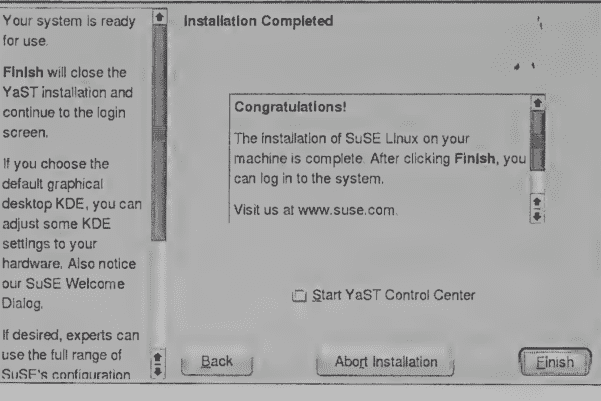 Your system is ready
for use.
Finish will close the
YaST installation and
continue to the login
screen.
If you choose the
default graphical
desktop KDE, you can
adjust some KDE
settings to your
hardware. Also notice
our SuSE Welcome
Dialog.
If desired, experts can
use the full range of
SuSE's configuration
Installation Completed
Congratulations!
The installation of SuSE Linux on your
machine is complete. After clicking Finish, you
can log in to the system.
Visit us at www.suse.com.
Start YaST Control Center
Back
Abort Installation
Finish